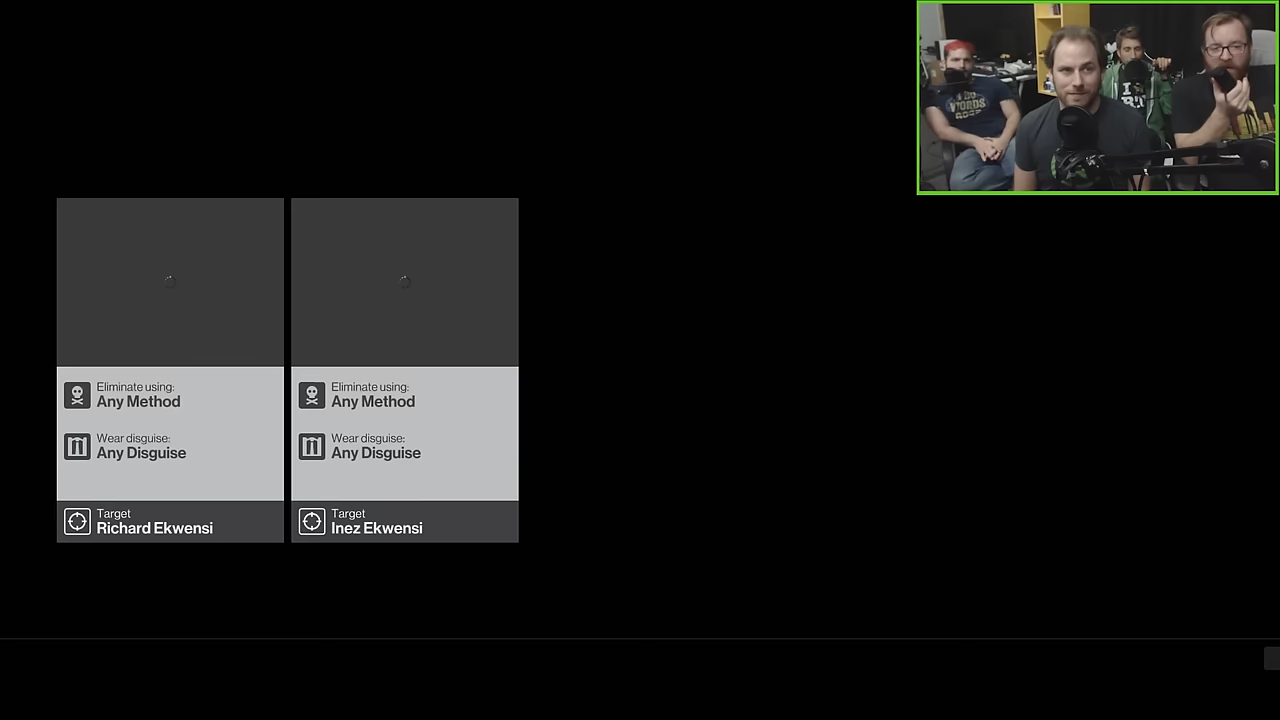 Eliminate using:
Any Method
Wear disguise:
Any Disguise
Target
Richard Ekwensi
Eliminate using:
Any Method
Wear disguise:
Any Disguise
Target
Inez Ekwensi
WORDS